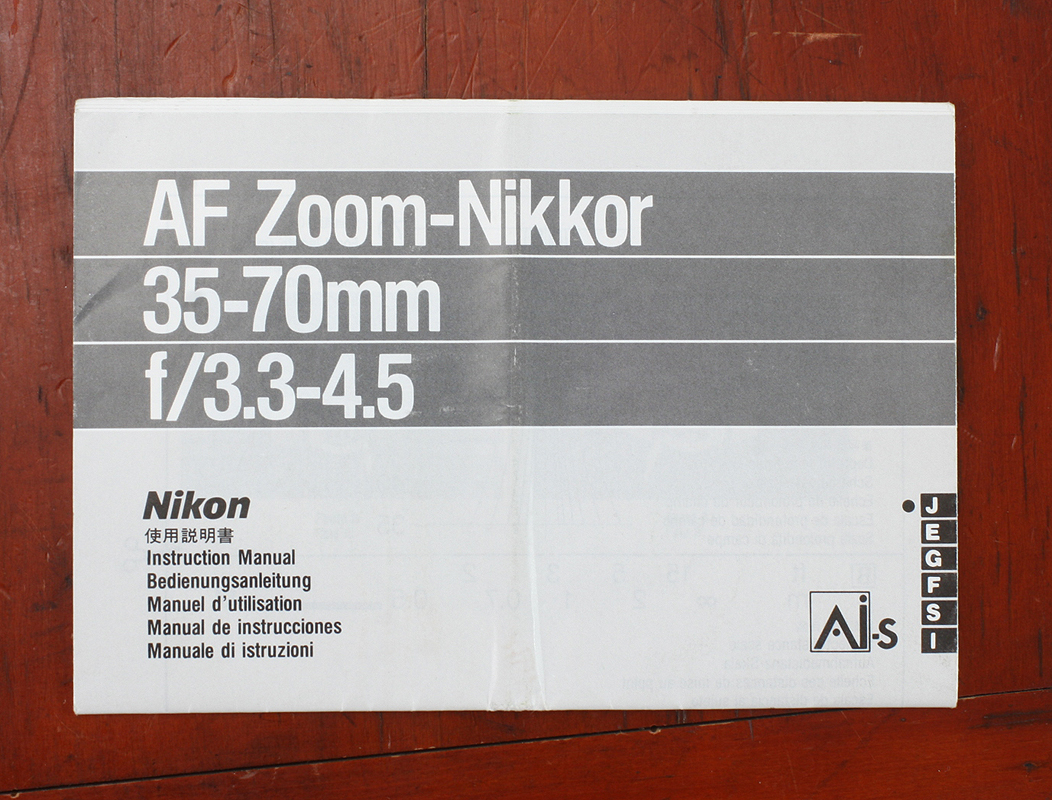 AF Zoom-Nikkor
35-70mm
f/3.3-4.5
Nikon
使用説明書
Instruction Manual
Bedienungsanleitung
Manuel d'utilisation
Manual de instrucciones
Manuale di istruzioni
Ai-S
• J
E
G
F
S
I